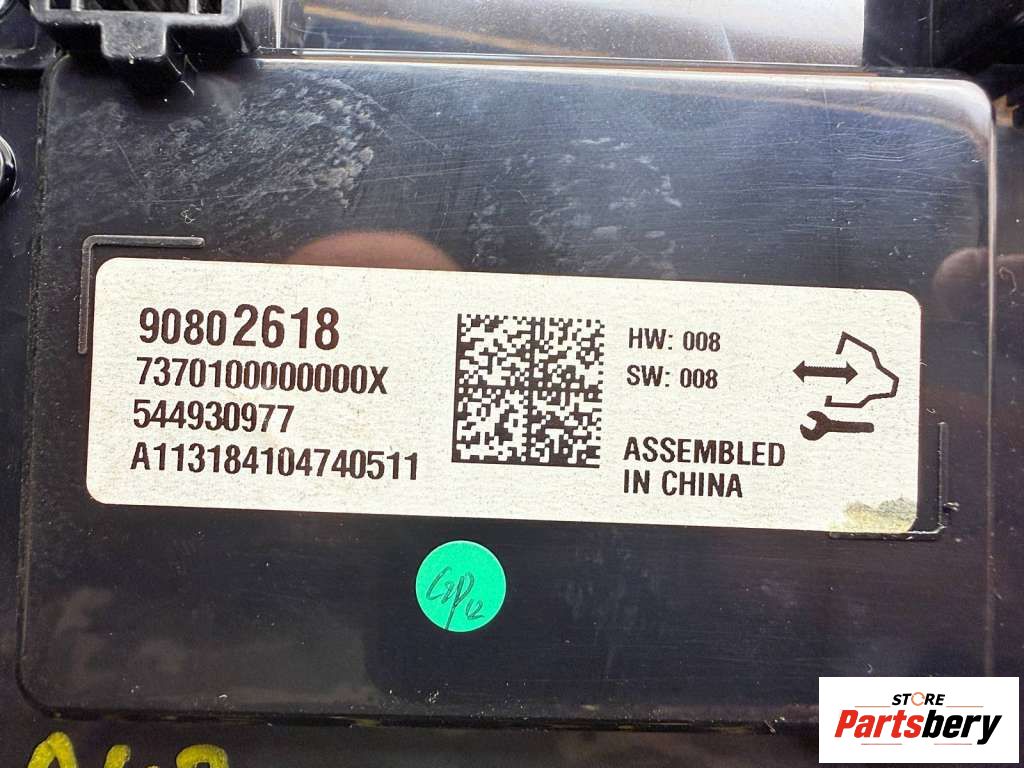 90802618
7370100000000X
544930977
A113184104740511
HW: 008
SW: 008
ASSEMBLED
IN CHINA
STORE
Partsbery